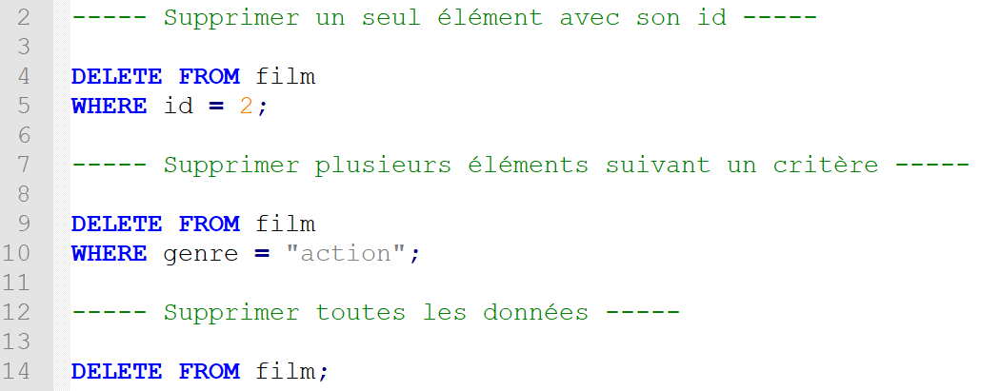 2 ----- Supprimer un seul élément avec son id -----
3
4 DELETE FROM film
5 WHERE id = 2;
6
7 ----- Supprimer plusieurs éléments suivant un critère -----
8
9 DELETE FROM film
10 WHERE genre = "action";
11
12 ----- Supprimer toutes les données -----
13
14 DELETE FROM film;